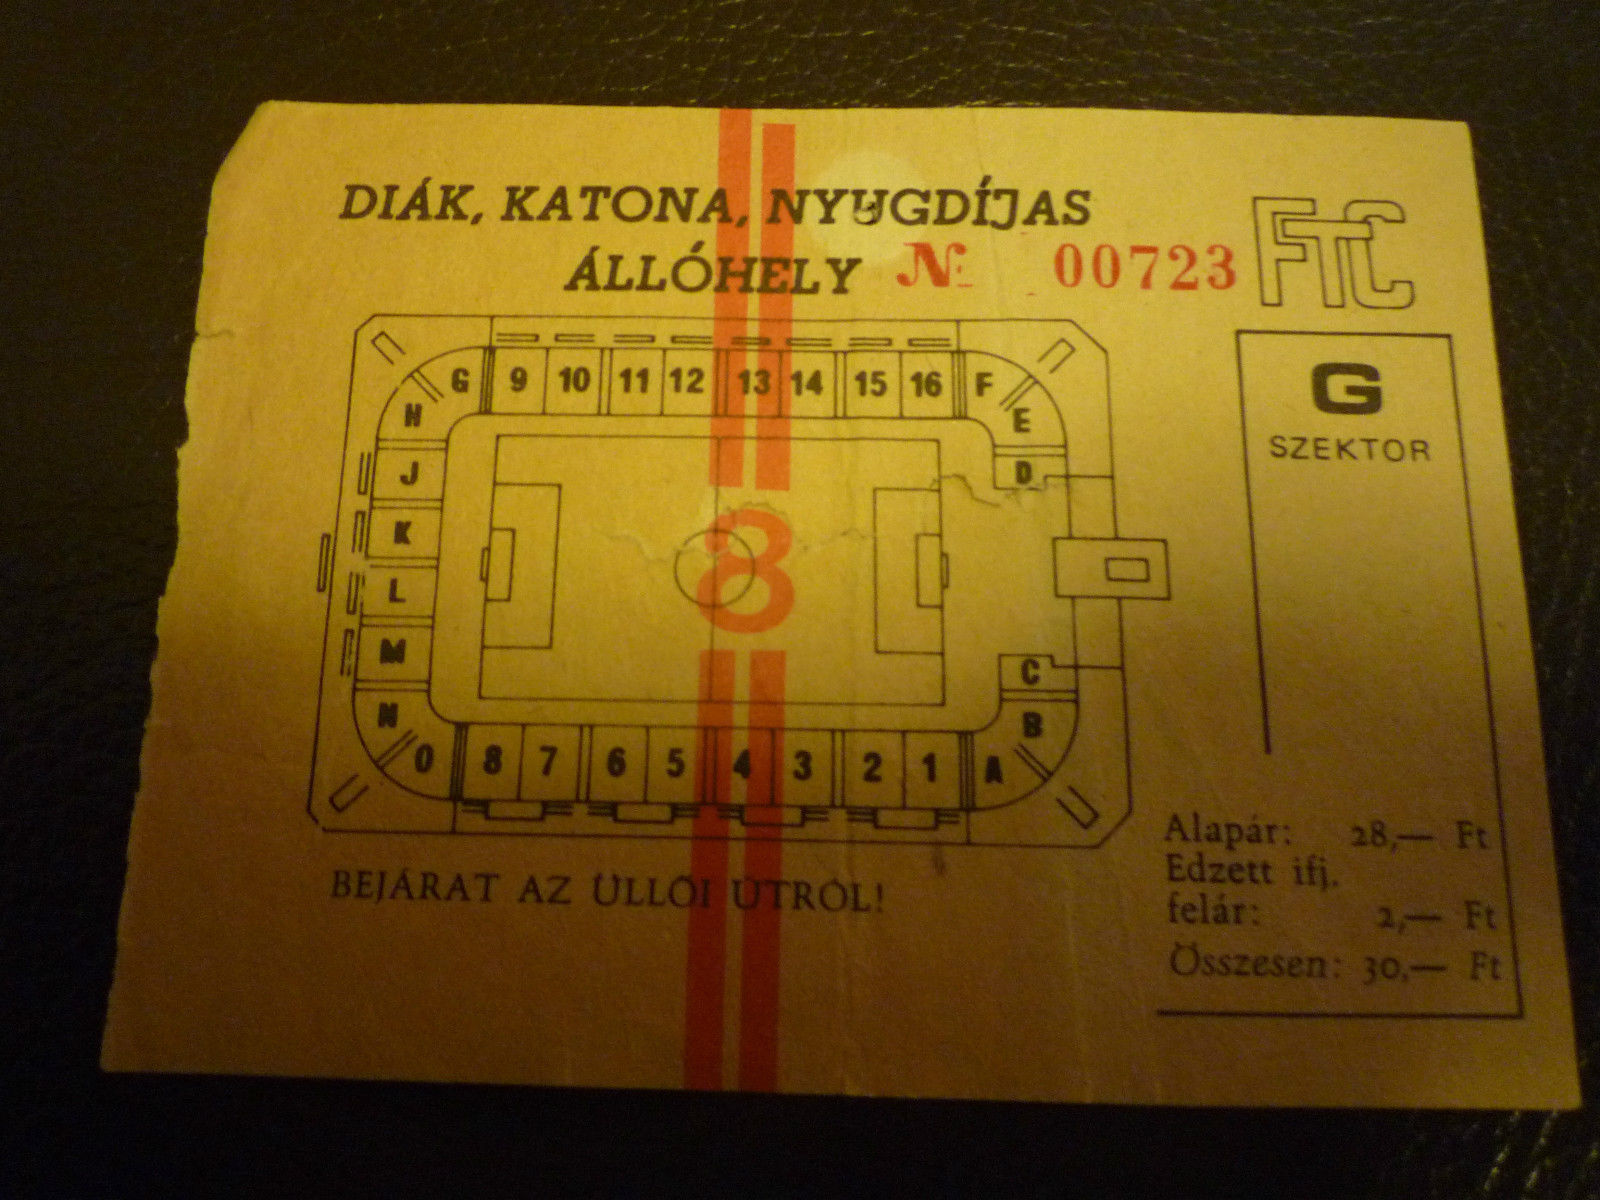 DIÁK, KATONA, NYUGDÍJAS
ÁLLÓHELY № 00723
FTC
G
SZEKTOR
G 9 10 11 12 13 14 15 16 F
H E
J D
K
8
L
M C
N B
O 8 7 6 5 4 3 2 1 A
Alapár: 28,— Ft
Edzett ifj.
felár: 2,— Ft
Összesen: 30,— Ft
BEJÁRAT AZ ÜLLŐI ÚTRÓL!